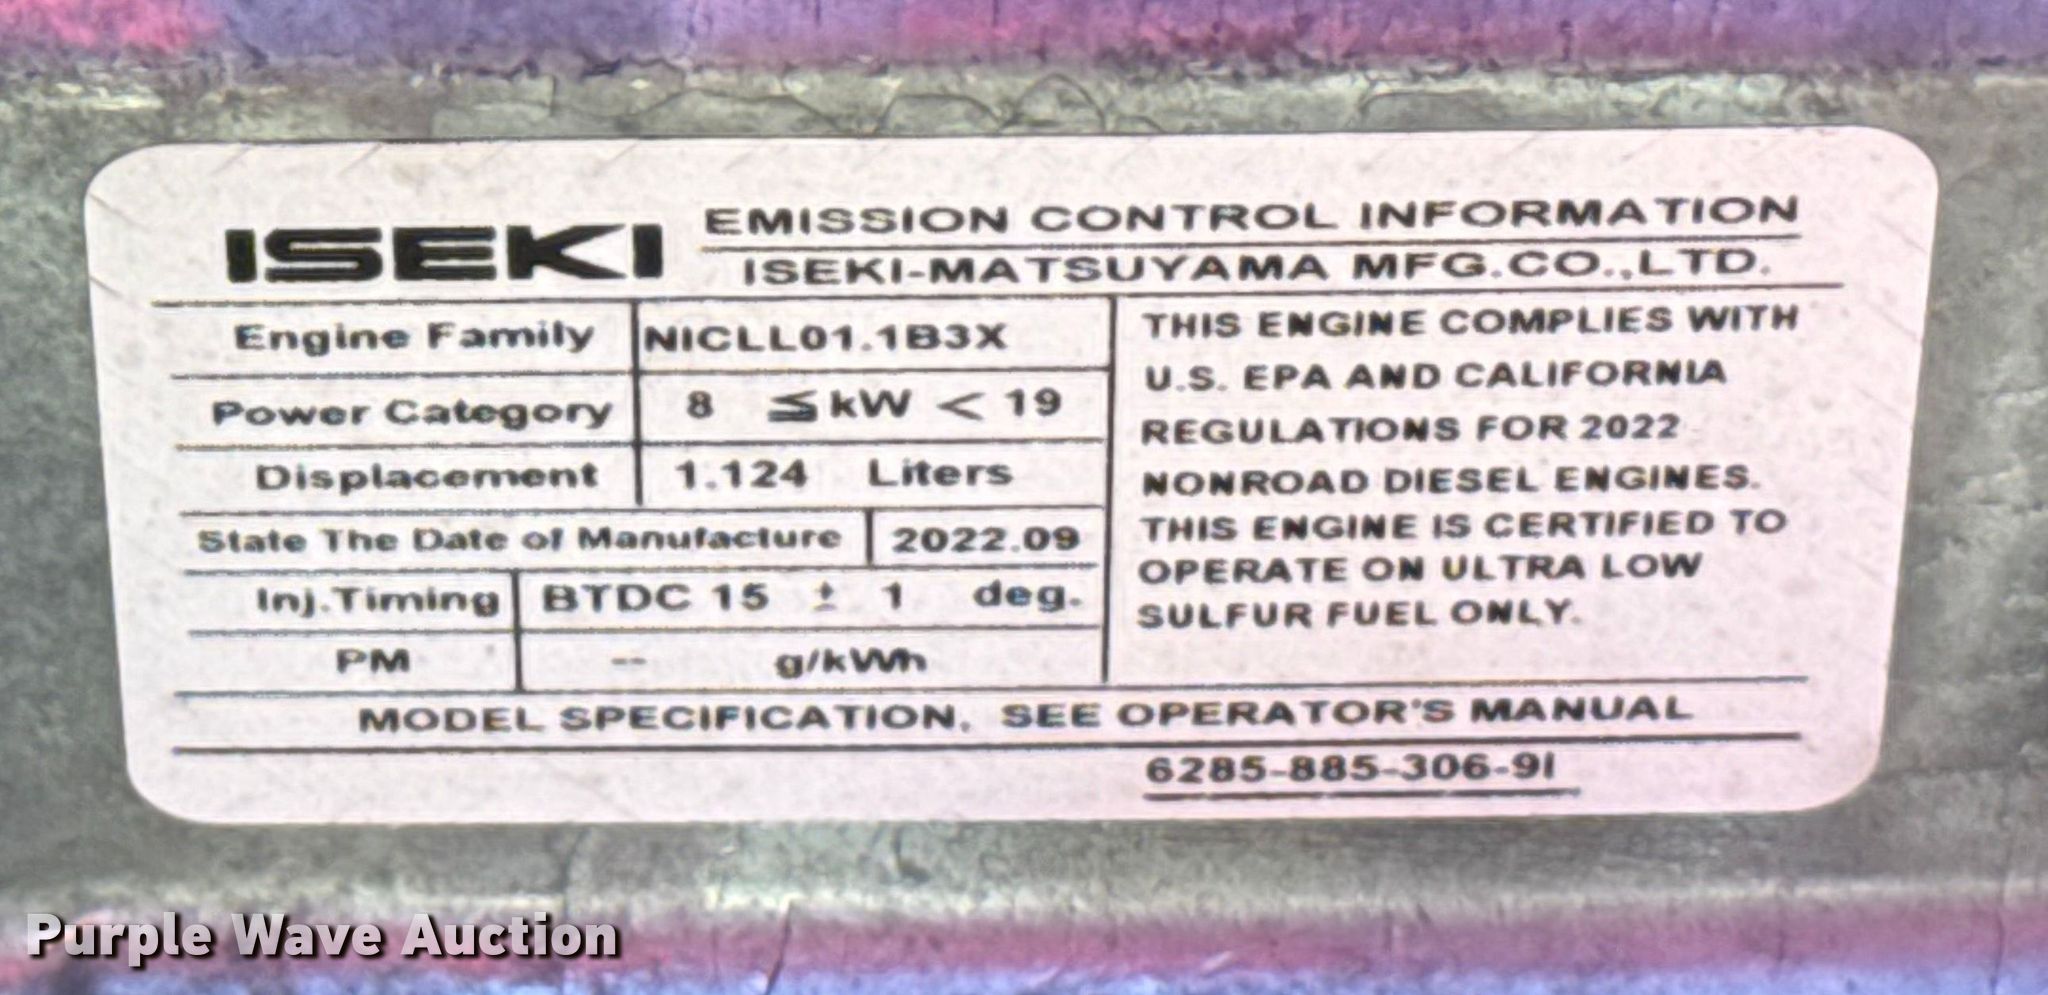 ISEKI
EMISSION CONTROL INFORMATION
ISEKI-MATSUYAMA MFG.CO.,LTD.
Engine Family NICLL01.1B3X
Power Category 8 ≦ kW < 19
Displacement 1.124 Liters
State The Date of Manufacture 2022.09
Inj.Timing BTDC 15 ± 1 deg.
PM -- g/kWh
THIS ENGINE COMPLIES WITH
U.S. EPA AND CALIFORNIA
REGULATIONS FOR 2022
NONROAD DIESEL ENGINES.
THIS ENGINE IS CERTIFIED TO
OPERATE ON ULTRA LOW
SULFUR FUEL ONLY.
MODEL SPECIFICATION. SEE OPERATOR'S MANUAL
6285-885-306-9I
Purple Wave Auction